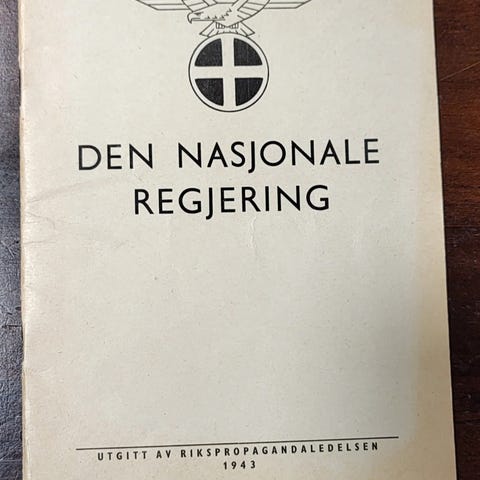 DEN NASJONALE
REGJERING
UTGITT AV RIKSPROPAGANDALEDELSEN
1943